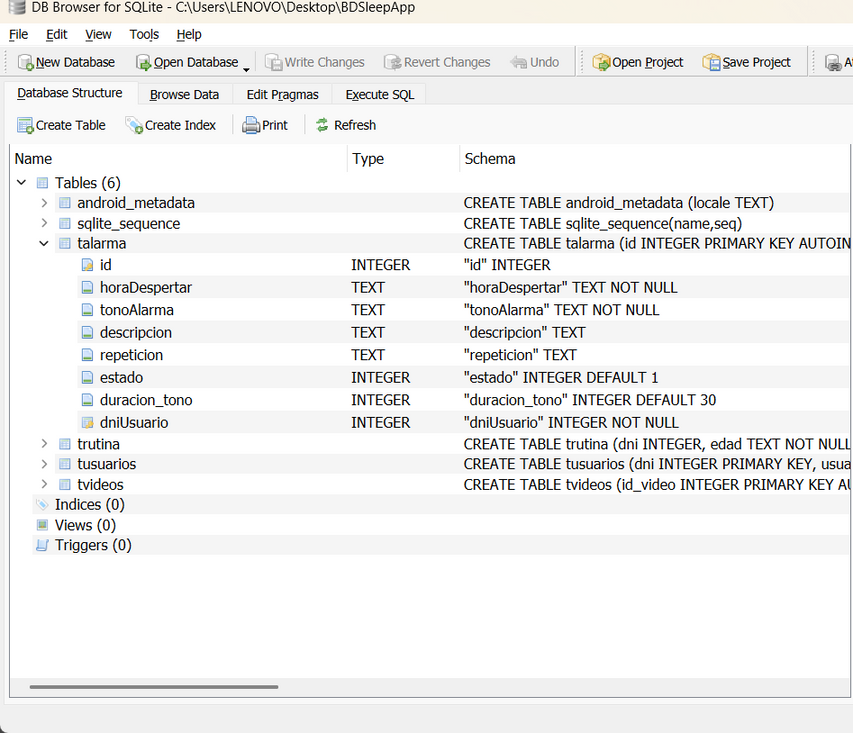 DB Browser for SQLite - C:\Users\LENOVO\Desktop\BDSleepApp
File Edit View Tools Help
New Database Open Database Write Changes Revert Changes Undo Open Project Save Project
Database Structure Browse Data Edit Pragmas Execute SQL
Create Table Create Index Print Refresh
Name Type Schema
Tables (6)
android_metadata CREATE TABLE android_metadata (locale TEXT)
sqlite_sequence CREATE TABLE sqlite_sequence(name,seq)
talarma CREATE TABLE talarma (id INTEGER PRIMARY KEY AUTOIN
id INTEGER "id" INTEGER
horaDespertar TEXT "horaDespertar" TEXT NOT NULL
tonoAlarma TEXT "tonoAlarma" TEXT NOT NULL
descripcion TEXT "descripcion" TEXT
repeticion TEXT "repeticion" TEXT
estado INTEGER "estado" INTEGER DEFAULT 1
duracion_tono INTEGER "duracion_tono" INTEGER DEFAULT 30
dniUsuario INTEGER "dniUsuario" INTEGER NOT NULL
trutina CREATE TABLE trutina (dni INTEGER, edad TEXT NOT NULL
tusuarios CREATE TABLE tusuarios (dni INTEGER PRIMARY KEY, usua
tvideos CREATE TABLE tvideos (id_video INTEGER PRIMARY KEY AU
Indices (0)
Views (0)
Triggers (0)